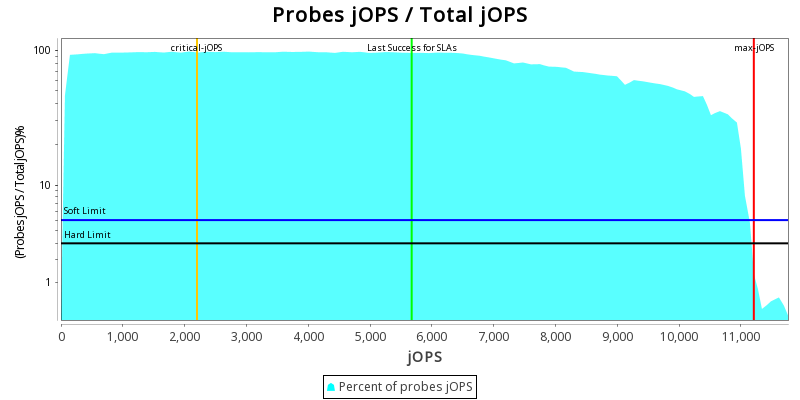 Probes jOPS / Total jOPS
(Probes jOPS / Total jOPS)%
100
10
1
critical-jOPS
Last Success for SLAs
max-jOPS
Soft Limit
Hard Limit
0 1,000 2,000 3,000 4,000 5,000 6,000 7,000 8,000 9,000 10,000 11,000
jOPS
Percent of probes jOPS